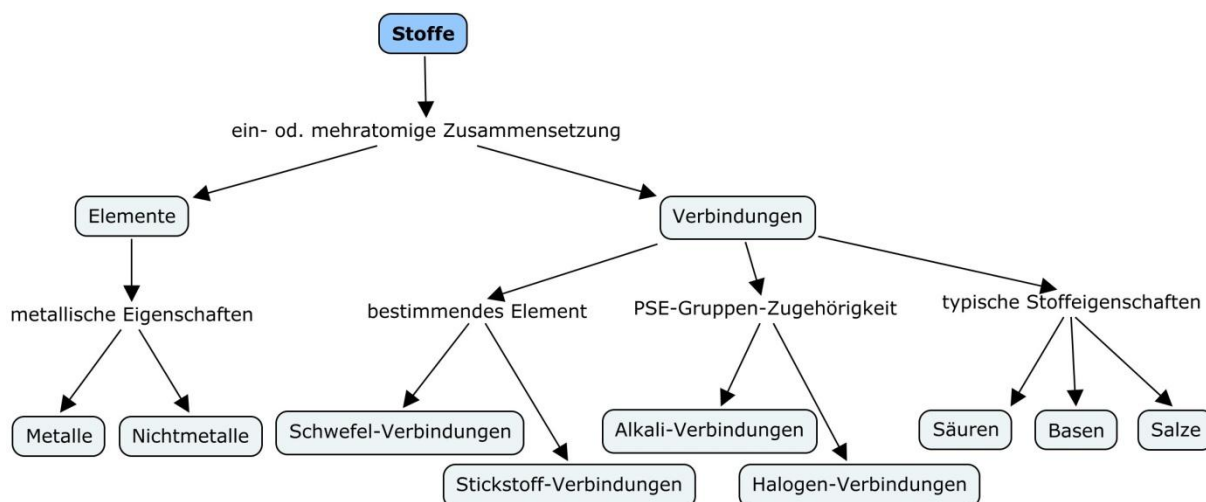 Stoffe
ein- od. mehratomige Zusammensetzung
Elemente
Verbindungen
metallische Eigenschaften
bestimmendes Element
PSE-Gruppen-Zugehörigkeit
typische Stoffeigenschaften
Metalle
Nichtmetalle
Schwefel-Verbindungen
Alkali-Verbindungen
Säuren
Basen
Salze
Stickstoff-Verbindungen
Halogen-Verbindungen